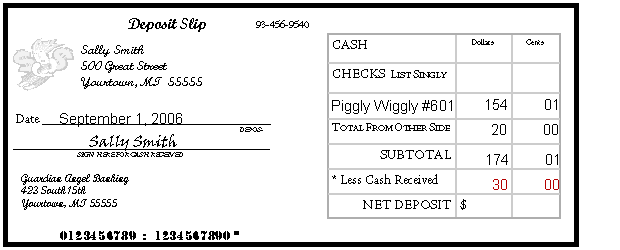 Deposit Slip
93-456-9540
Sally Smith
500 Great Street
Yourtown, MT 55555
Date September 1, 2006
DEPOS
Sally Smith
SIGN HERE FOR CASH RECEIVED
Guardian Angel Banking
423 South 15th
Yourtown, MT 55555
0123456789 : 1234567890 "
CASH Dollars Cents
CHECKS LIST SINGLY
Piggly Wiggly #601 154 01
TOTAL FROM OTHER SIDE 20 00
SUBTOTAL 174 01
* Less Cash Received 30 00
NET DEPOSIT $